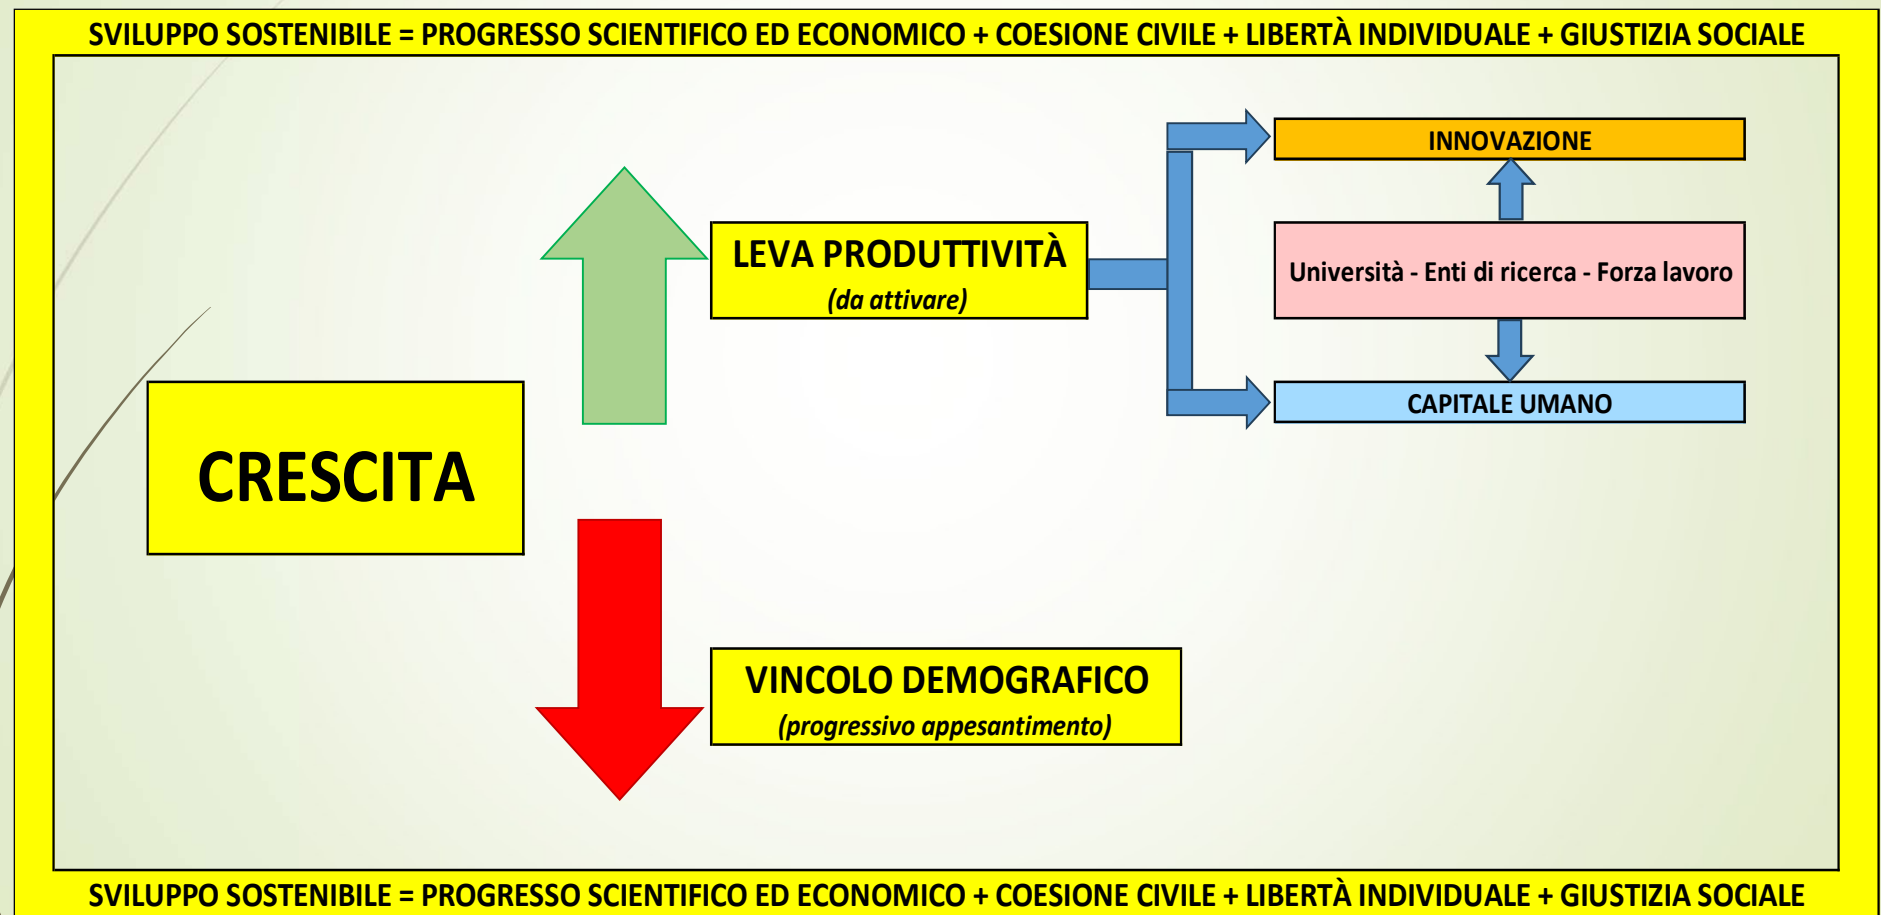 SVILUPPO SOSTENIBILE = PROGRESSO SCIENTIFICO ED ECONOMICO + COESIONE CIVILE + LIBERTÀ INDIVIDUALE + GIUSTIZIA SOCIALE
INNOVAZIONE
LEVA PRODUTTIVITÀ
(da attivare)
Università - Enti di ricerca - Forza lavoro
CAPITALE UMANO
CRESCITA
VINCOLO DEMOGRAFICO
(progressivo appesantimento)
SVILUPPO SOSTENIBILE = PROGRESSO SCIENTIFICO ED ECONOMICO + COESIONE CIVILE + LIBERTÀ INDIVIDUALE + GIUSTIZIA SOCIALE